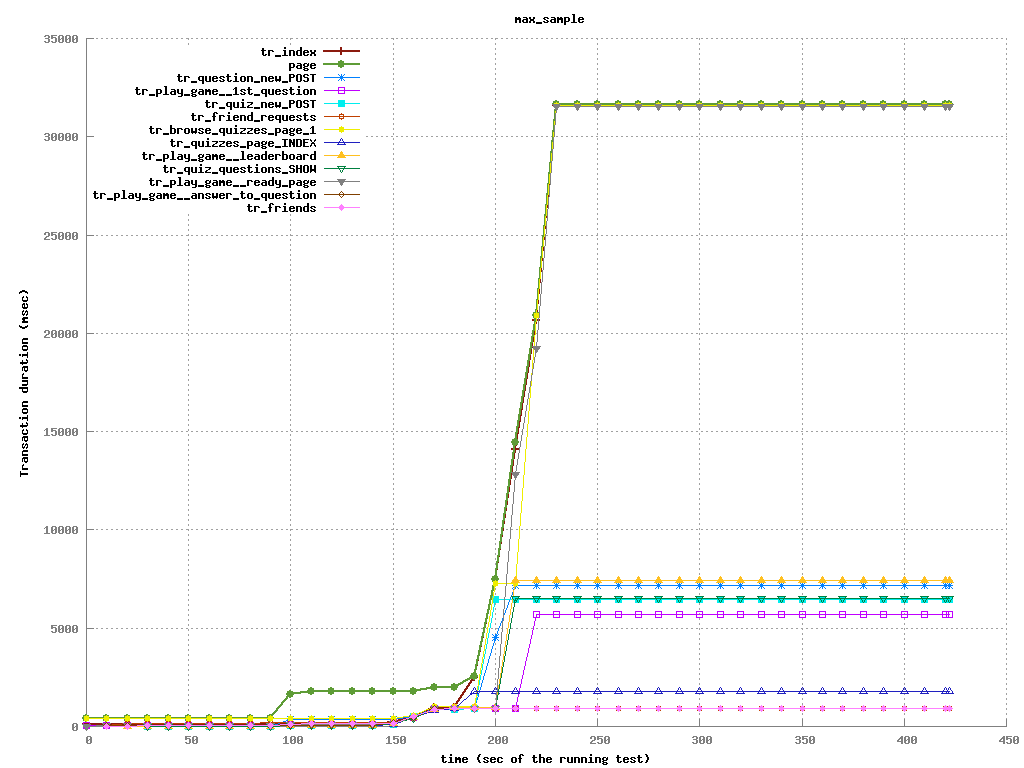 max_sample
35000
30000
25000
20000
15000
10000
5000
0
Transaction duration (msec)
tr_index
page
tr_question_new_POST
tr_play_game__1st_question
tr_quiz_new_POST
tr_friend_requests
tr_browse_quizzes_page_1
tr_quizzes_page_INDEX
tr_play_game__leaderboard
tr_quiz_questions_SHOW
tr_play_game__ready_page
tr_play_game__answer_to_question
tr_friends
0 50 100 150 200 250 300 350 400 450
time (sec of the running test)